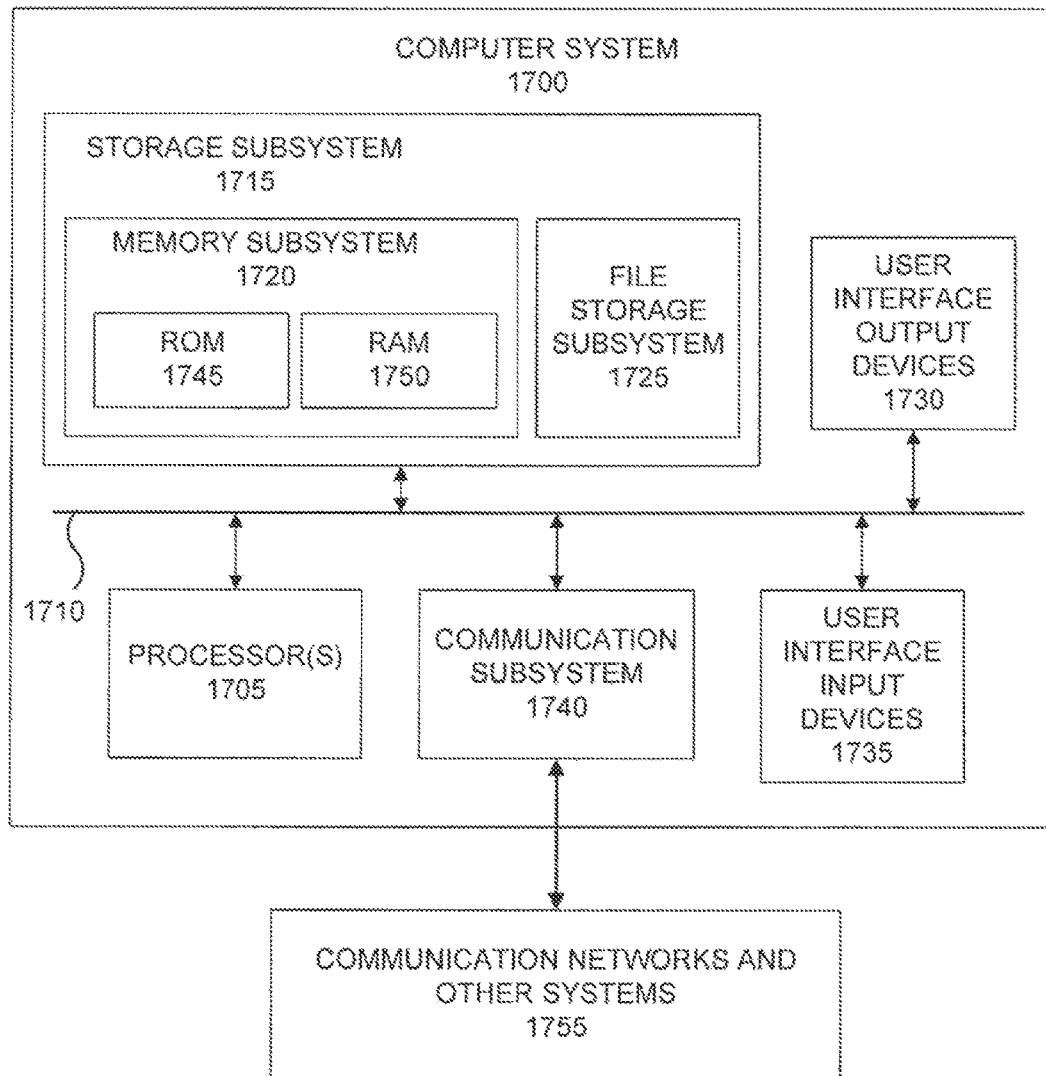 COMPUTER SYSTEM
1700
STORAGE SUBSYSTEM
1715
MEMORY SUBSYSTEM
1720
ROM
1745
RAM
1750
FILE
STORAGE
SUBSYSTEM
1725
USER
INTERFACE
OUTPUT
DEVICES
1730
1710
PROCESSOR(S)
1705
COMMUNICATION
SUBSYSTEM
1740
USER
INTERFACE
INPUT
DEVICES
1735
COMMUNICATION NETWORKS AND
OTHER SYSTEMS
1755